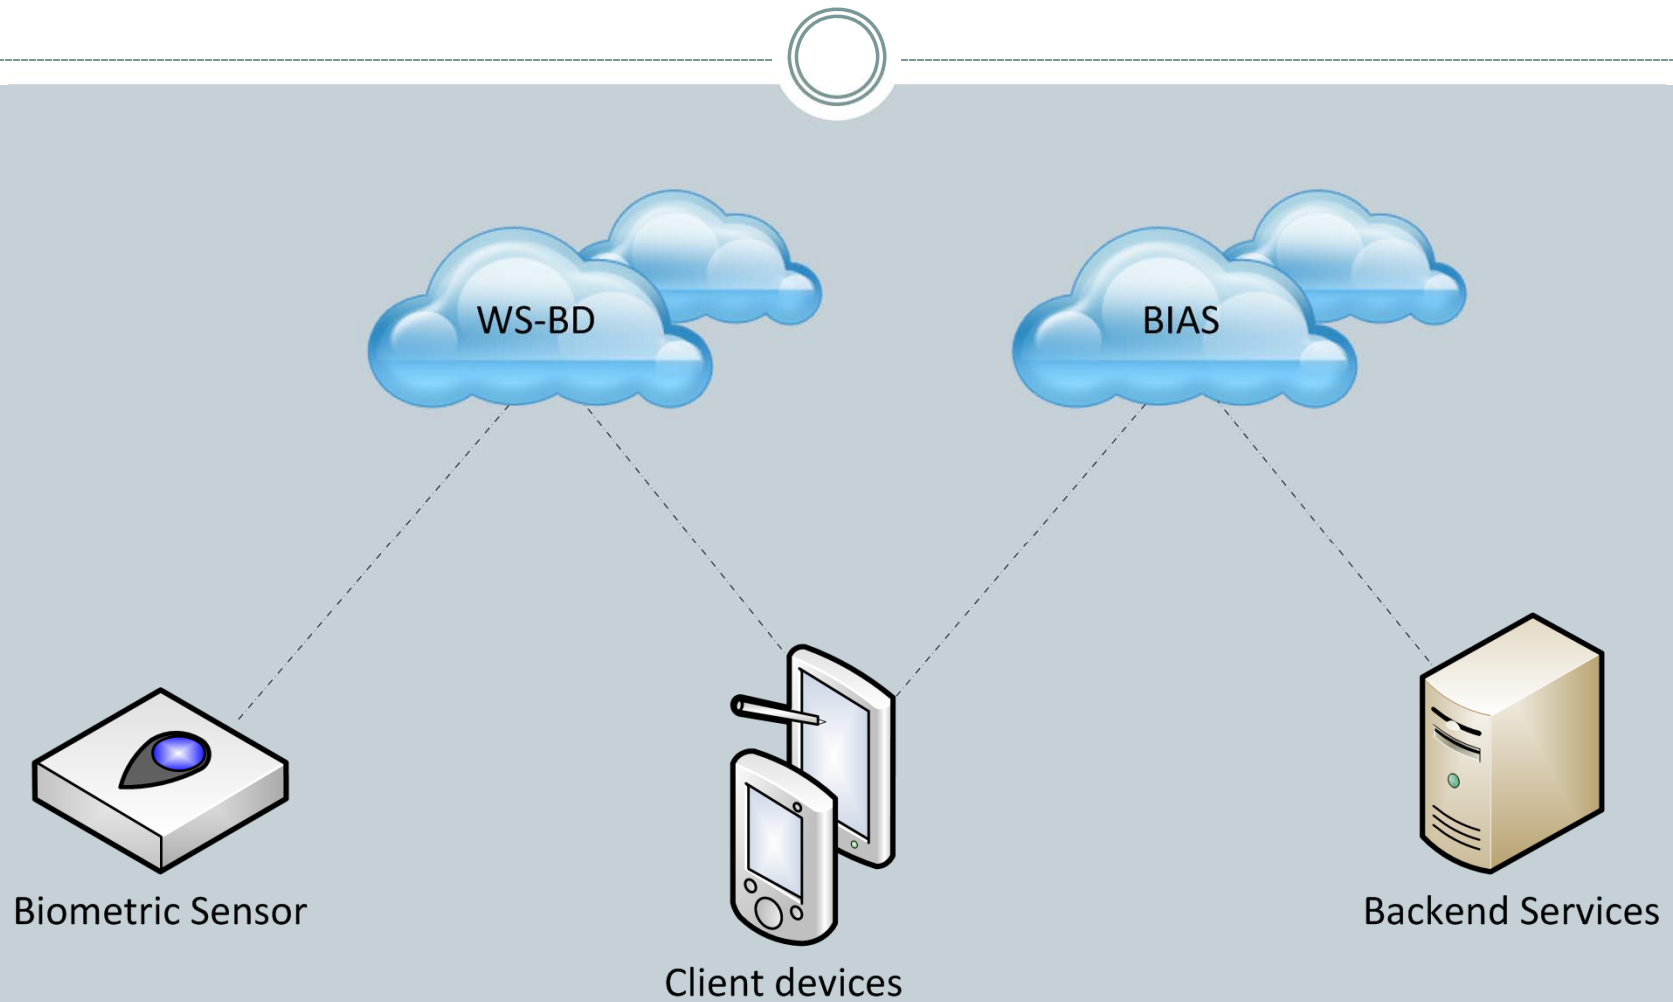 WS-BD
BIAS
Biometric Sensor
Client devices
Backend Services